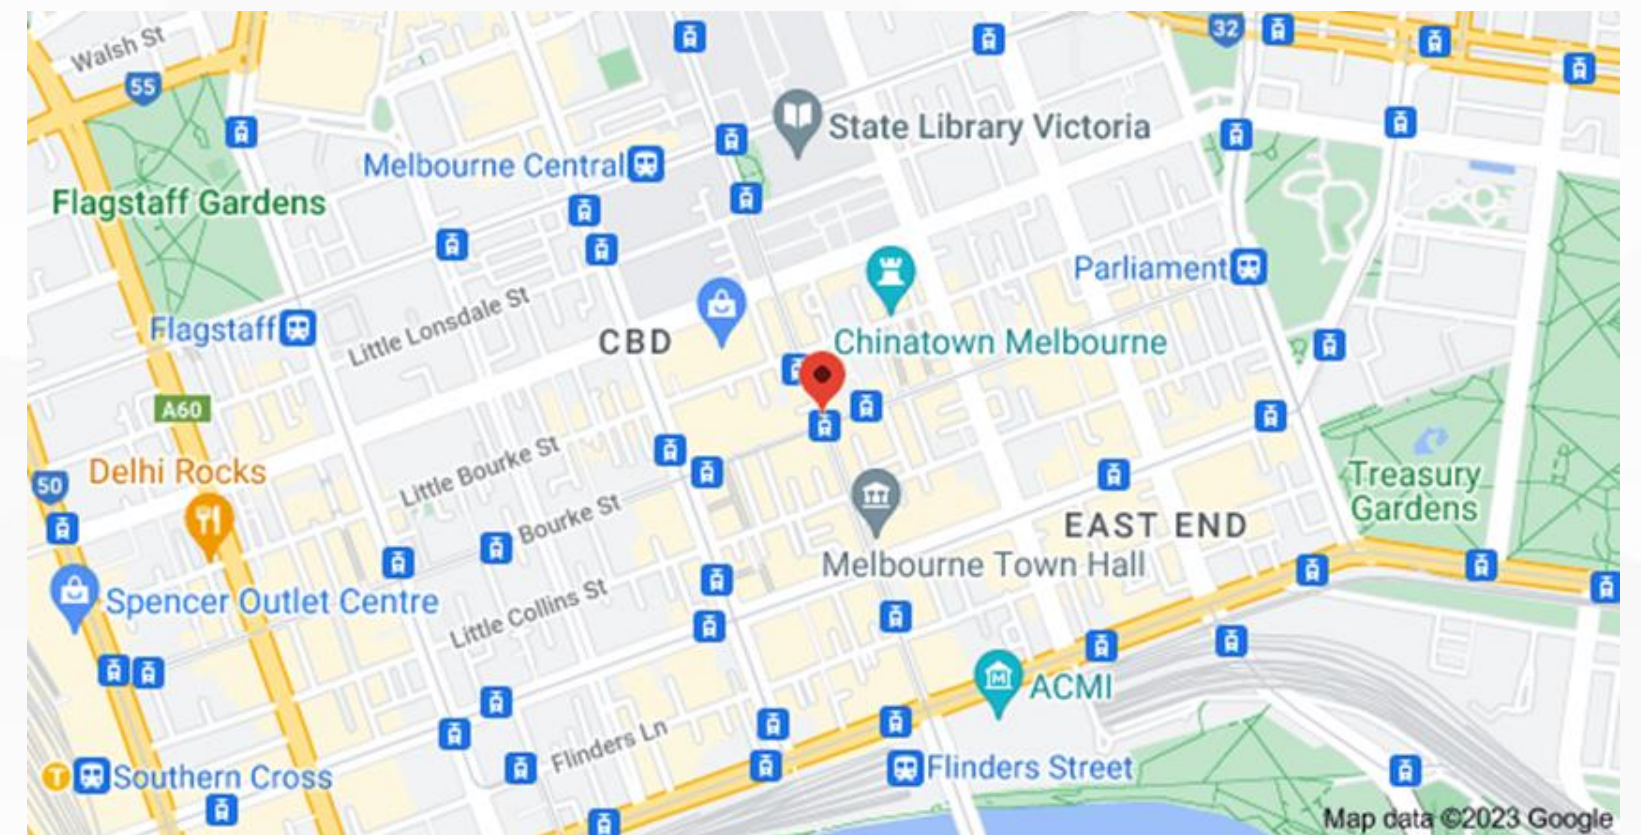 Walsh St
32
55
State Library Victoria
Melbourne Central
Flagstaff Gardens
Parliament
Little Lonsdale St
Flagstaff
CBD
Chinatown Melbourne
A60
Little Bourke St
Delhi Rocks
50
Treasury
Gardens
Bourke St
EAST END
Melbourne Town Hall
Spencer Outlet Centre
Little Collins St
M
ACMI
Flinders Ln
T
Southern Cross
Flinders Street
Map data ©2023 Google